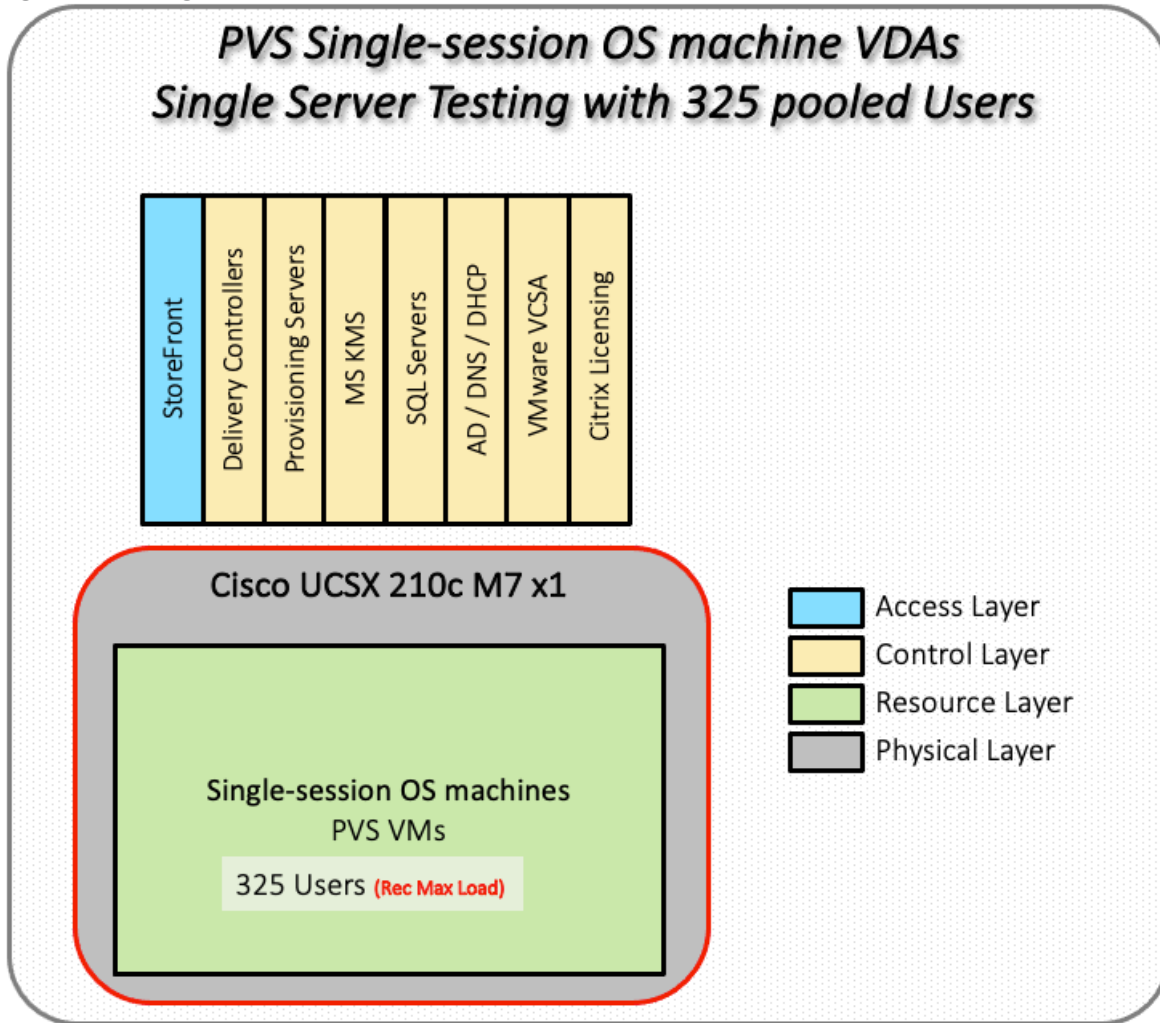 PVS Single-session OS machine VDAs
Single Server Testing with 325 pooled Users
StoreFront
Delivery Controllers
Provisioning Servers
MS KMS
SQL Servers
AD / DNS / DHCP
VMware VCSA
Citrix Licensing
Cisco UCSX 210c M7 x1
Single-session OS machines
PVS VMs
325 Users (Rec Max Load)
Access Layer
Control Layer
Resource Layer
Physical Layer